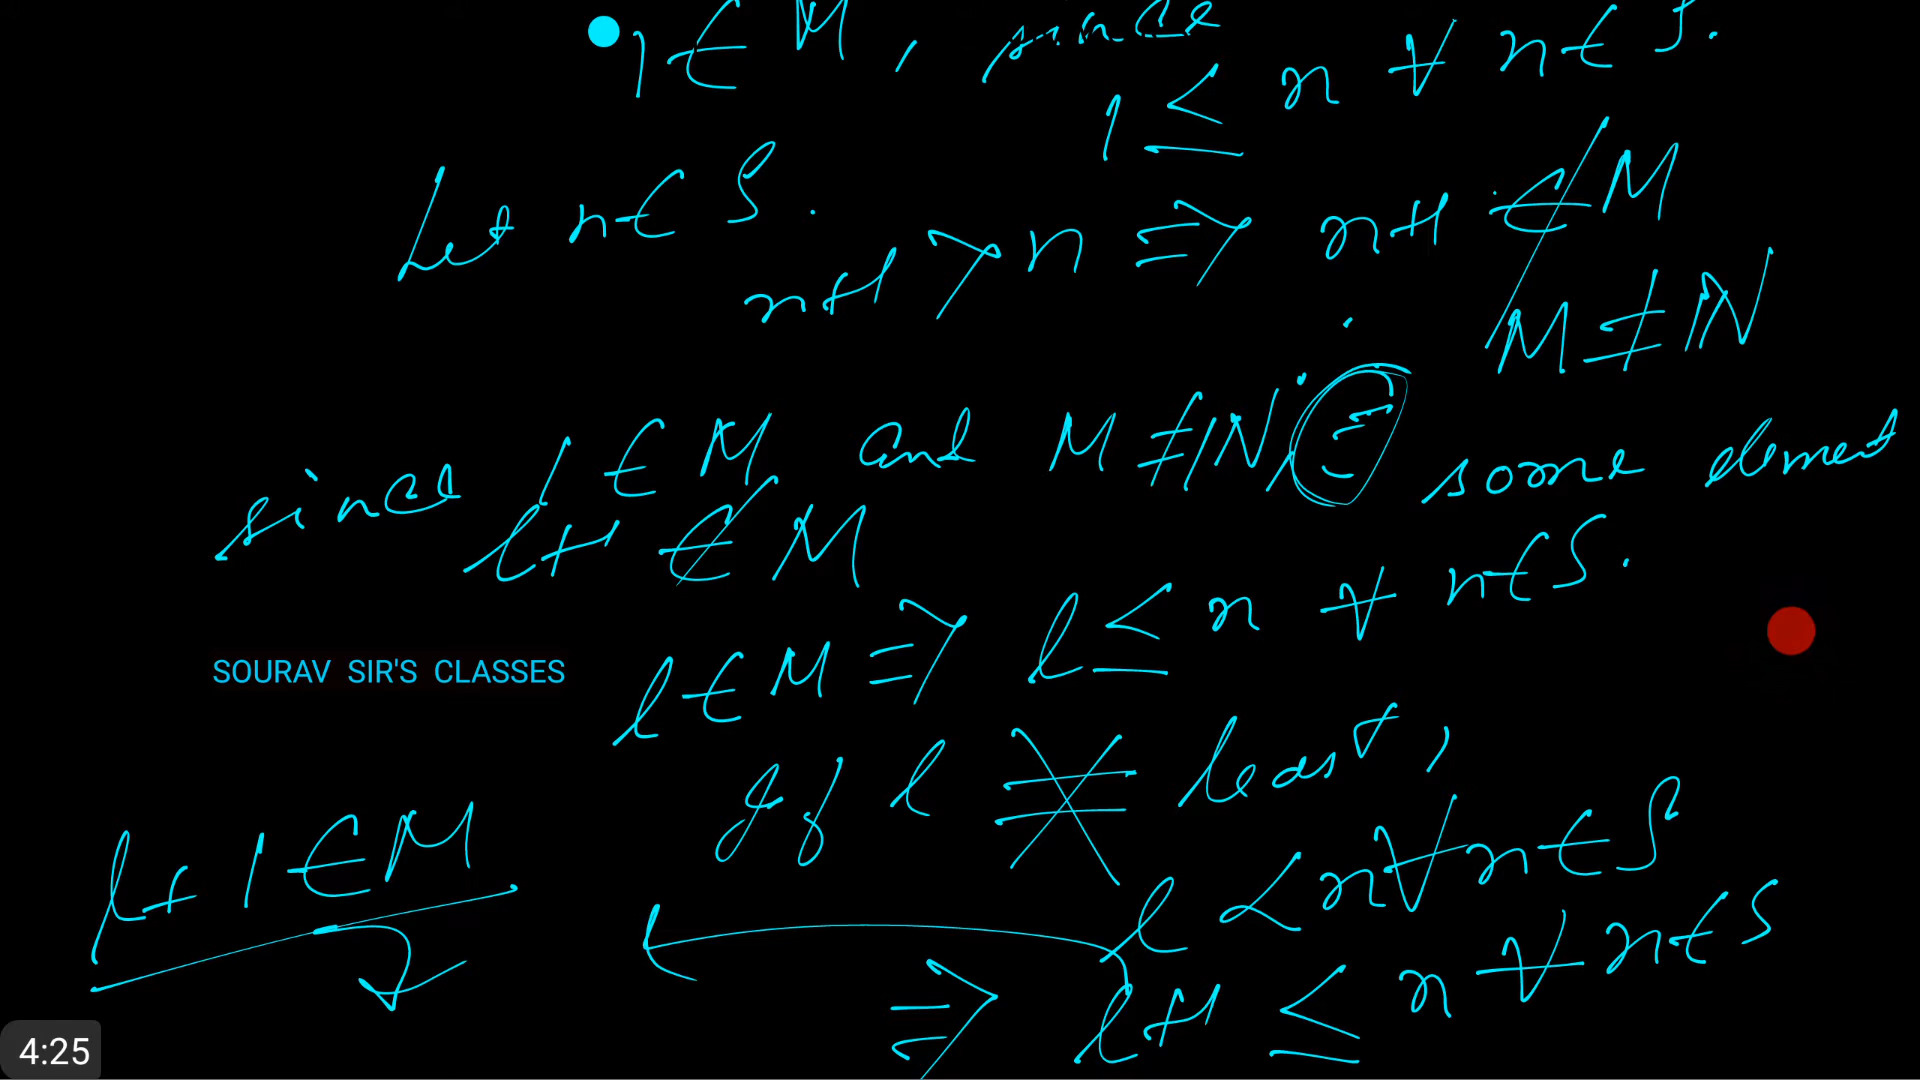 1 ∈ M, since
1 ≤ n ∀ n ∈ S.
Let n ∈ S.
n+1 > n ⇒ n+1 ∉ M
M ≠ ℕ
since 1 ∈ M and M ≠ ℕ, ∃ some element
l+1 ∉ M
l ∈ M ⇒ l ≤ n ∀ n ∈ S.
SOURAV SIR'S CLASSES
If l ≠ least,
l < n ∀ n ∈ S
l+1 ∈ M
⇒ l+1 ≤ n ∀ n ∈ S
4:25